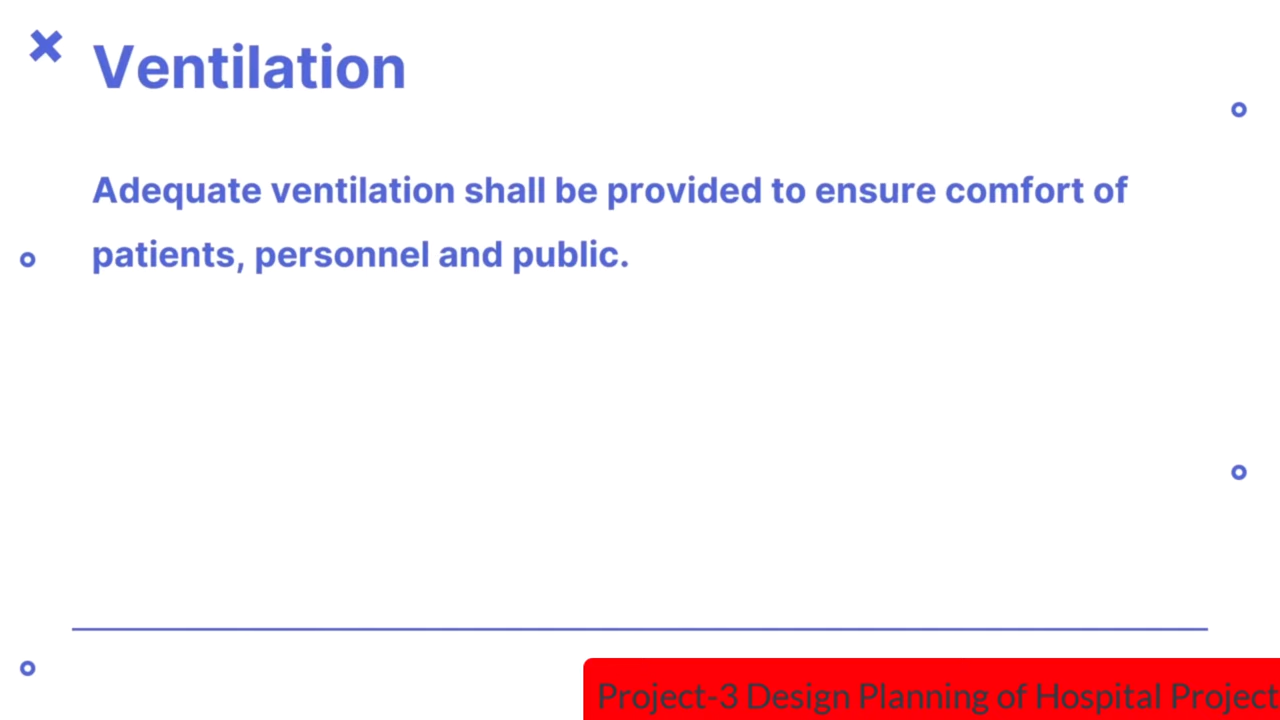 Ventilation
Adequate ventilation shall be provided to ensure comfort of
patients, personnel and public.
Project-3 Design Planning of Hospital Project